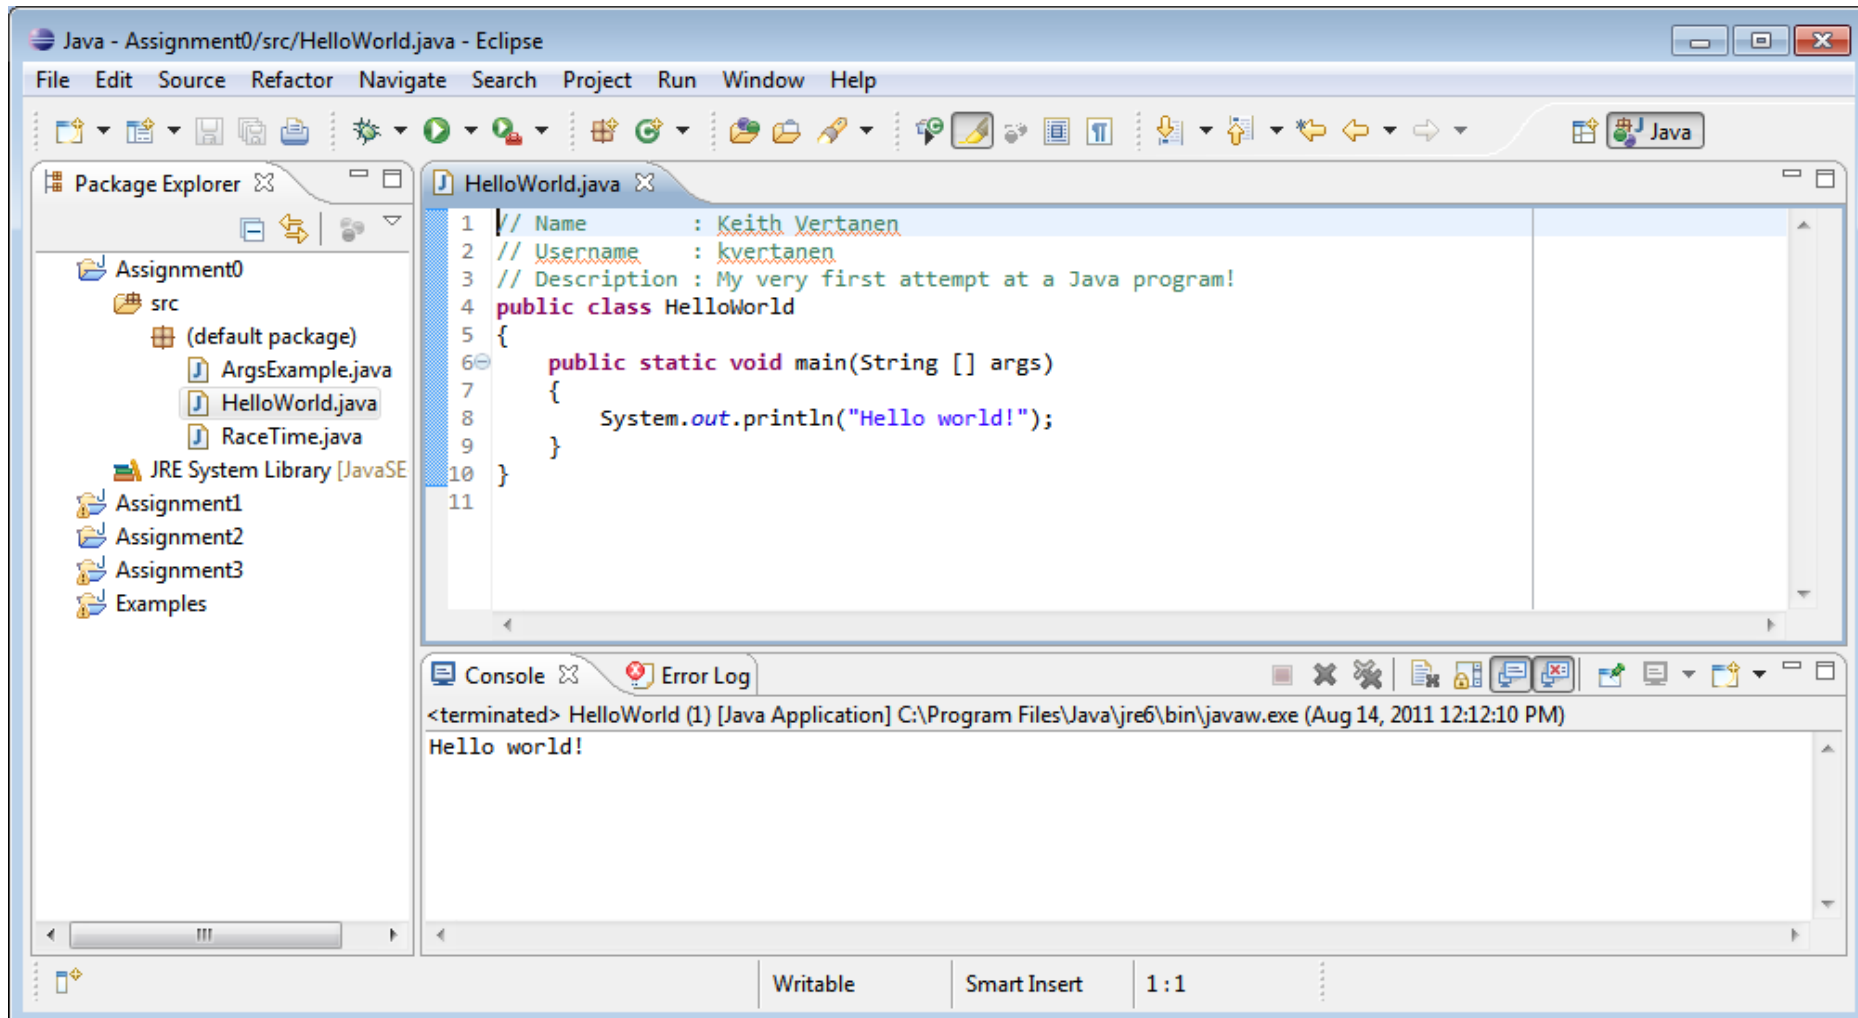 Java - Assignment0/src/HelloWorld.java - Eclipse
File Edit Source Refactor Navigate Search Project Run Window Help
Java
Package Explorer
Assignment0
src
(default package)
ArgsExample.java
HelloWorld.java
RaceTime.java
JRE System Library [JavaSE
Assignment1
Assignment2
Assignment3
Examples
HelloWorld.java
1 // Name        : Keith Vertanen
2 // Username    : kvertanen
3 // Description : My very first attempt at a Java program!
4 public class HelloWorld
5 {
6     public static void main(String [] args)
7     {
8         System.out.println("Hello world!");
9     }
10 }
11
Console Error Log
<terminated> HelloWorld (1) [Java Application] C:\Program Files\Java\jre6\bin\javaw.exe (Aug 14, 2011 12:12:10 PM)
Hello world!
Writable Smart Insert 1 : 1